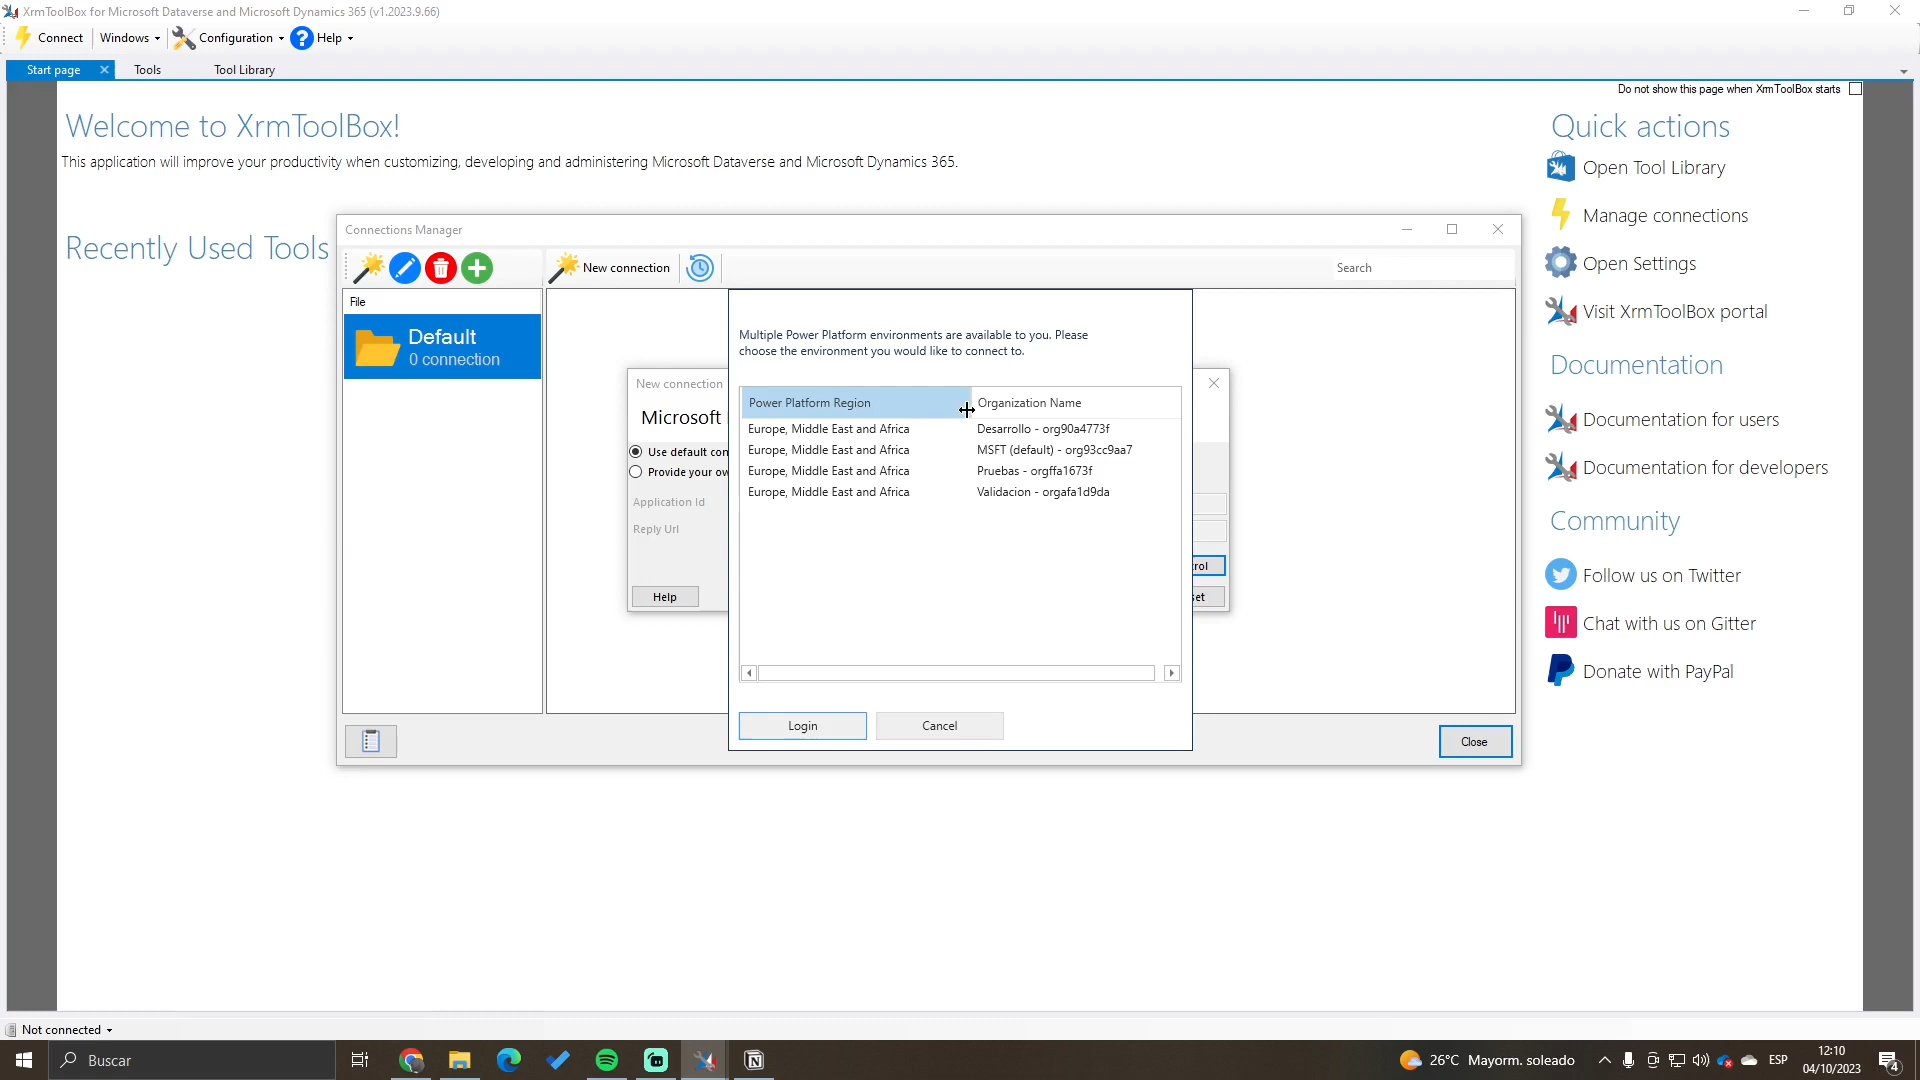 XrmToolBox for Microsoft Dataverse and Microsoft Dynamics 365 (v1.2023.9.66)
Connect Windows Configuration Help
Start page Tools Tool Library
Do not show this page when XrmToolBox starts
Welcome to XrmToolBox!
This application will improve your productivity when customizing, developing and administering Microsoft Dataverse and Microsoft Dynamics 365.
Recently Used Tools
Quick actions
Open Tool Library
Manage connections
Open Settings
Visit XrmToolBox portal
Documentation
Documentation for users
Documentation for developers
Community
Follow us on Twitter
Chat with us on Gitter
Donate with PayPal
Connections Manager
New connection
Search
File
Default
0 connection
Close
New connection
Microsoft
Use default con
Provide your ow
Application Id
Reply Url
Help
rol
set
Multiple Power Platform environments are available to you. Please
choose the environment you would like to connect to.
Power Platform Region Organization Name
Europe, Middle East and Africa Desarrollo - org90a4773f
Europe, Middle East and Africa MSFT (default) - org93cc9aa7
Europe, Middle East and Africa Pruebas - orgffa1673f
Europe, Middle East and Africa Validacion - orgafa1d9da
Login Cancel
Not connected
Buscar
26°C Mayorm. soleado
ESP
12:10
04/10/2023
4